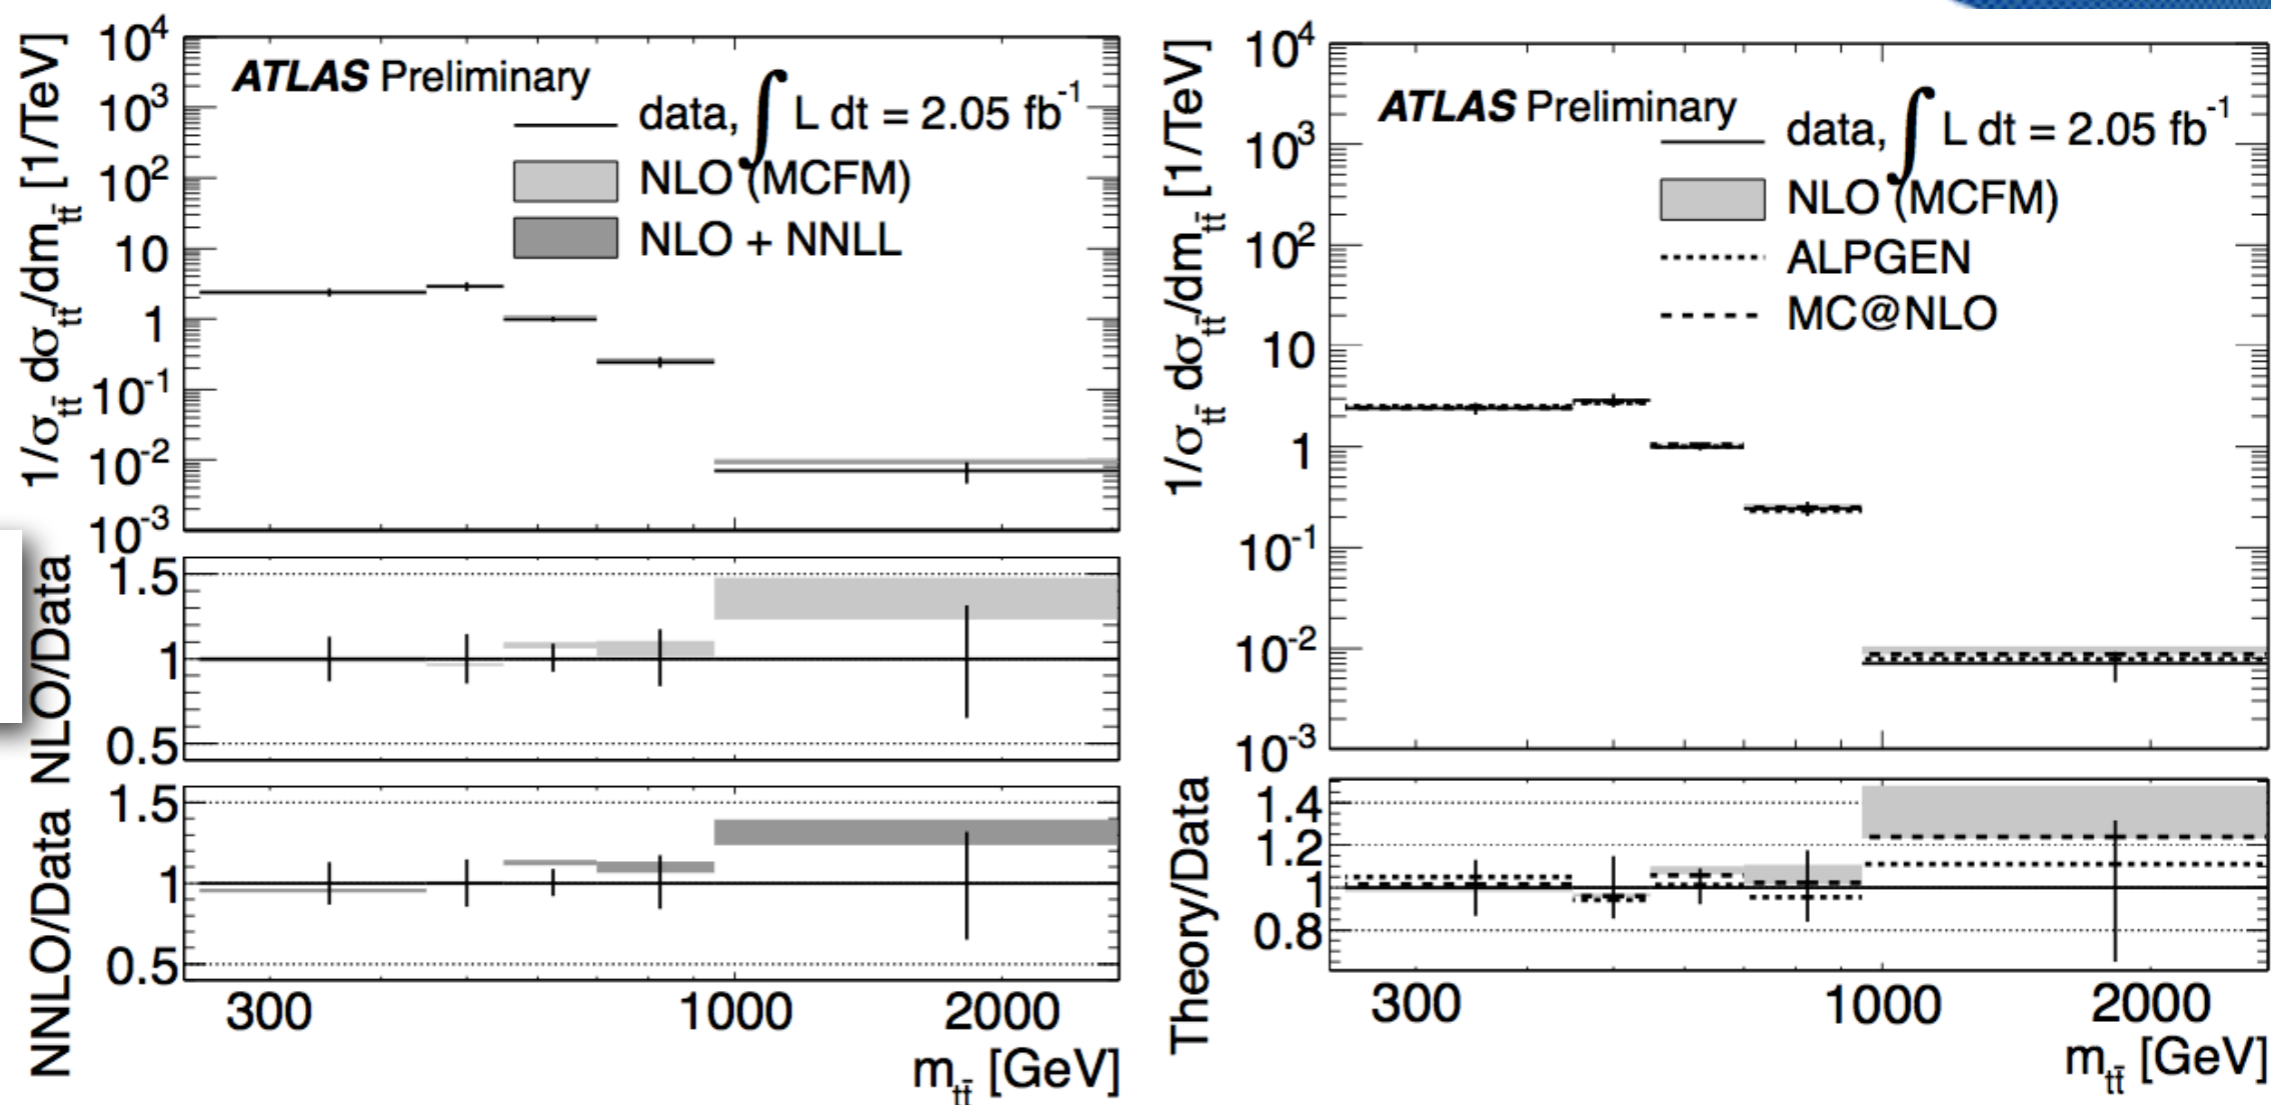 ATLAS Preliminary
data, ∫ L dt = 2.05 fb⁻¹
NLO (MCFM)
NLO + NNLL
1/σ_tt̄ dσ_tt̄/dm_tt̄ [1/TeV]
10⁴
10³
10²
10
1
10⁻¹
10⁻²
10⁻³
NLO/Data
1.5
1
0.5
NNLO/Data
1.5
1
0.5
300 1000 2000
m_tt̄ [GeV]
ATLAS Preliminary
data, ∫ L dt = 2.05 fb⁻¹
NLO (MCFM)
ALPGEN
MC@NLO
1/σ_tt̄ dσ_tt̄/dm_tt̄ [1/TeV]
10⁴
10³
10²
10
1
10⁻¹
10⁻²
10⁻³
Theory/Data
1.4
1.2
1
0.8
300 1000 2000
m_tt̄ [GeV]